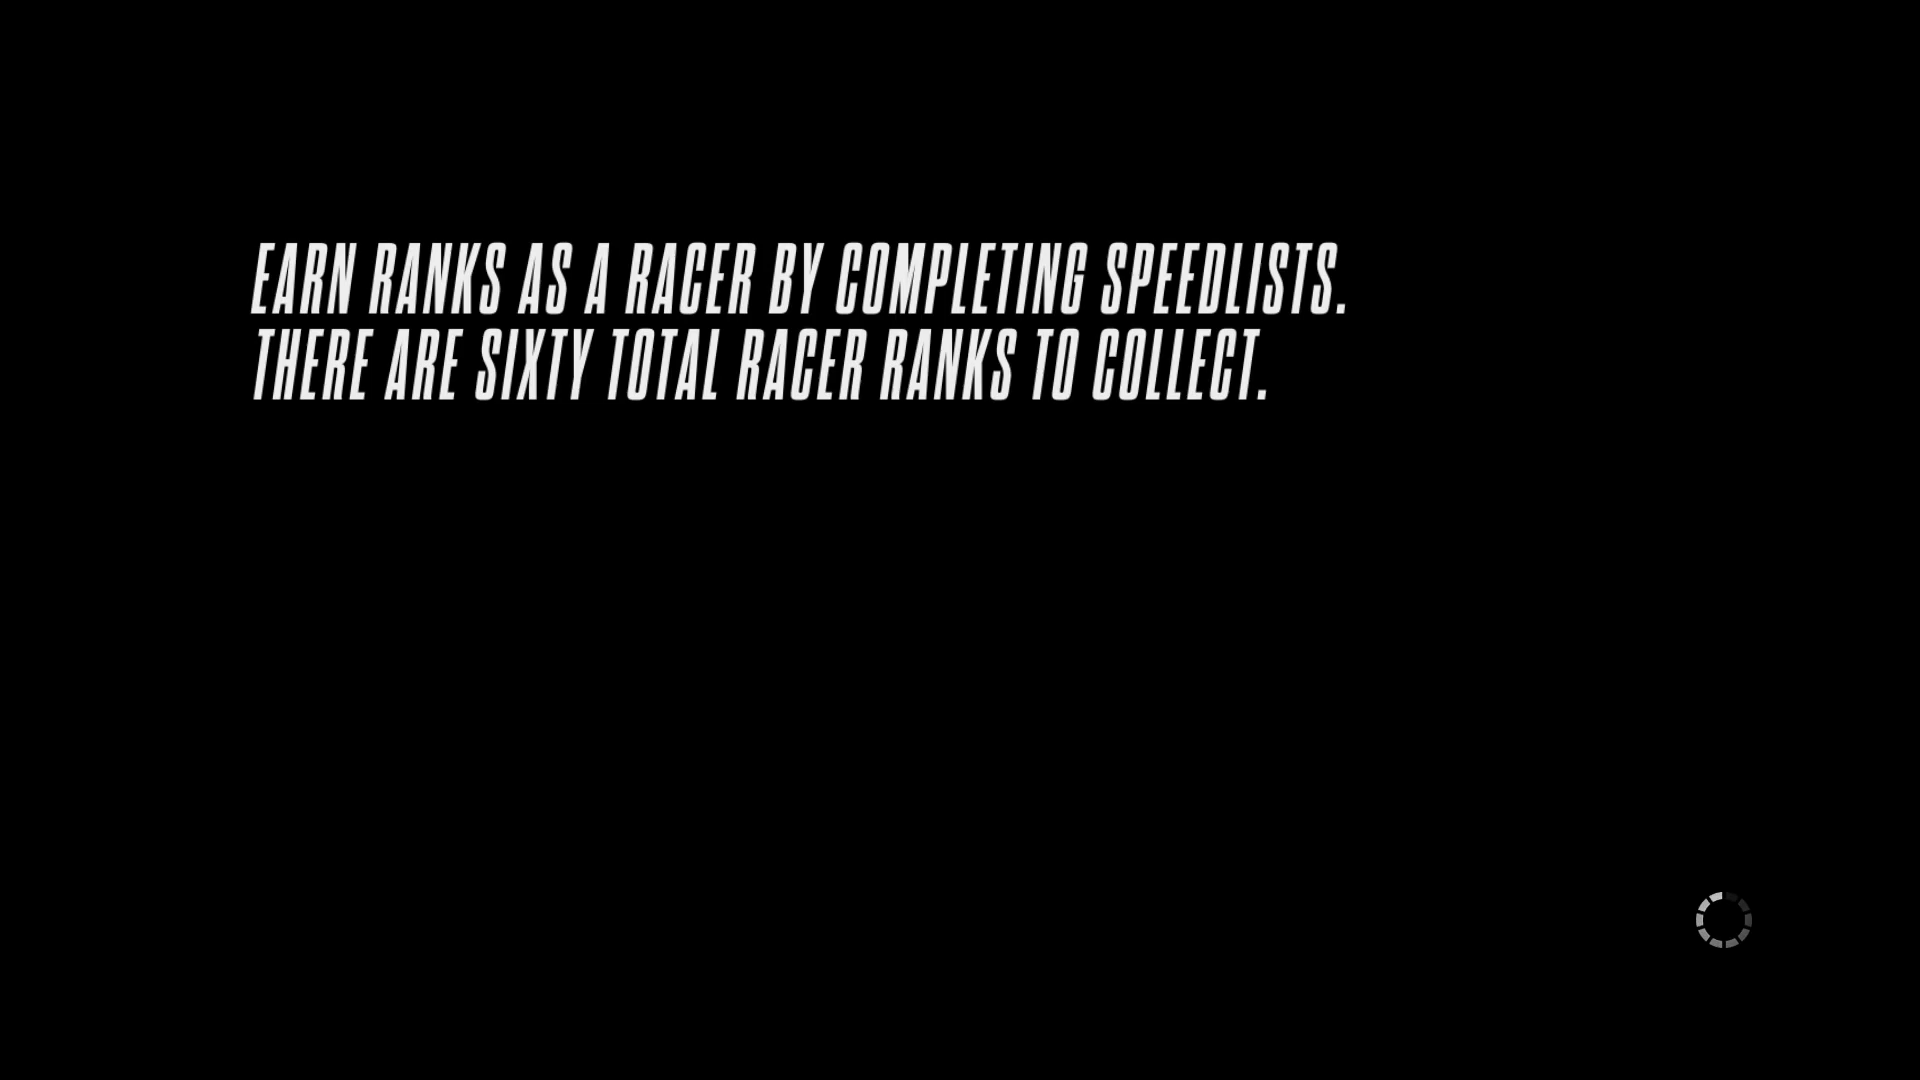 EARN RANKS AS A RACER BY COMPLETING SPEEDLISTS.
THERE ARE SIXTY TOTAL RACER RANKS TO COLLECT.